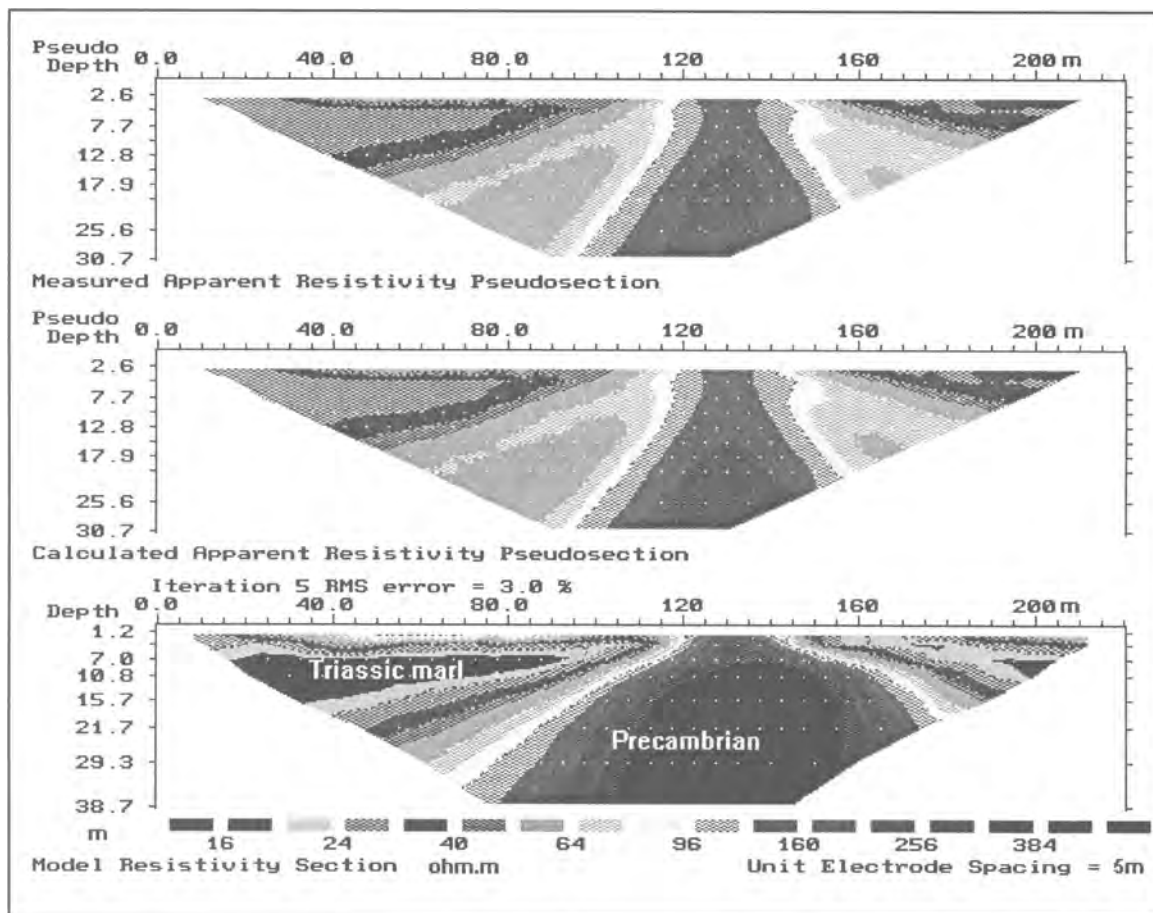 Pseudo
Depth 0.0 40.0 80.0 120 160 200 m
2.6
7.7
12.8
17.9
25.6
30.7
Measured Apparent Resistivity Pseudosection
Pseudo
Depth 0.0 40.0 80.0 120 160 200 m
2.6
7.7
12.8
17.9
25.6
30.7
Calculated Apparent Resistivity Pseudosection
Iteration 5 RMS error = 3.0 %
Depth 0.0 40.0 80.0 120 160 200 m
1.2
7.0
Triassic marl
10.8
15.7
21.7
Precambrian
29.3
38.7
m
16 24 40 64 96 160 256 384
Model Resistivity Section ohm.m Unit Electrode Spacing = 5m